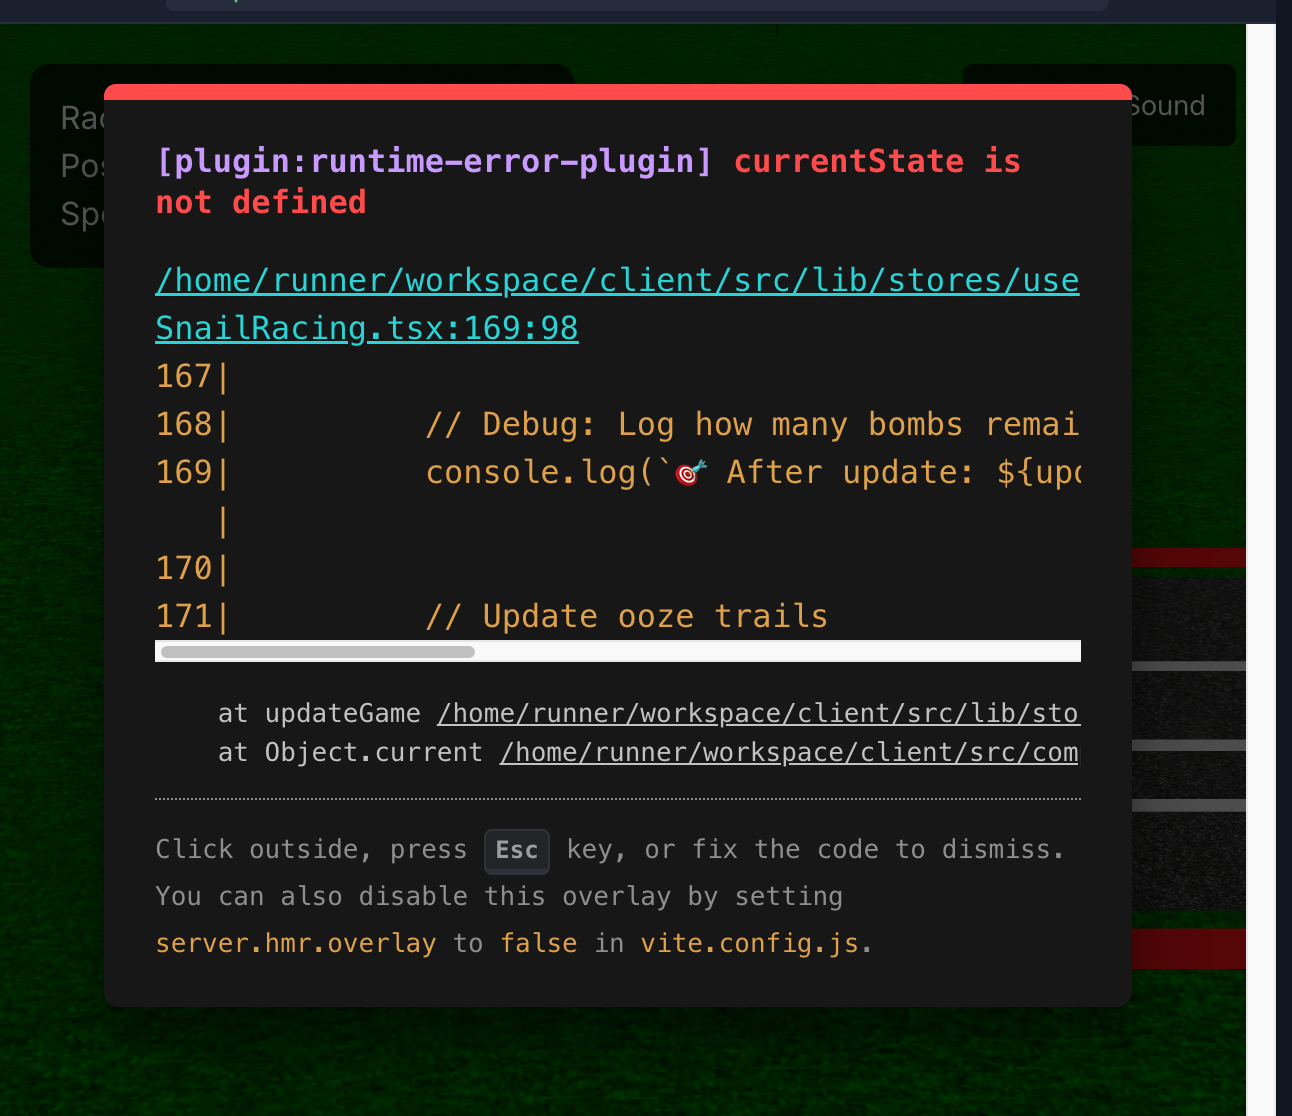 Sound
[plugin:runtime-error-plugin] currentState is
not defined
/home/runner/workspace/client/src/lib/stores/use
SnailRacing.tsx:169:98
167|
168| // Debug: Log how many bombs remai
169| console.log(`🎯 After update: ${upd
|
170|
171| // Update ooze trails
at updateGame /home/runner/workspace/client/src/lib/sto
at Object.current /home/runner/workspace/client/src/com
Click outside, press Esc key, or fix the code to dismiss.
You can also disable this overlay by setting
server.hmr.overlay to false in vite.config.js.